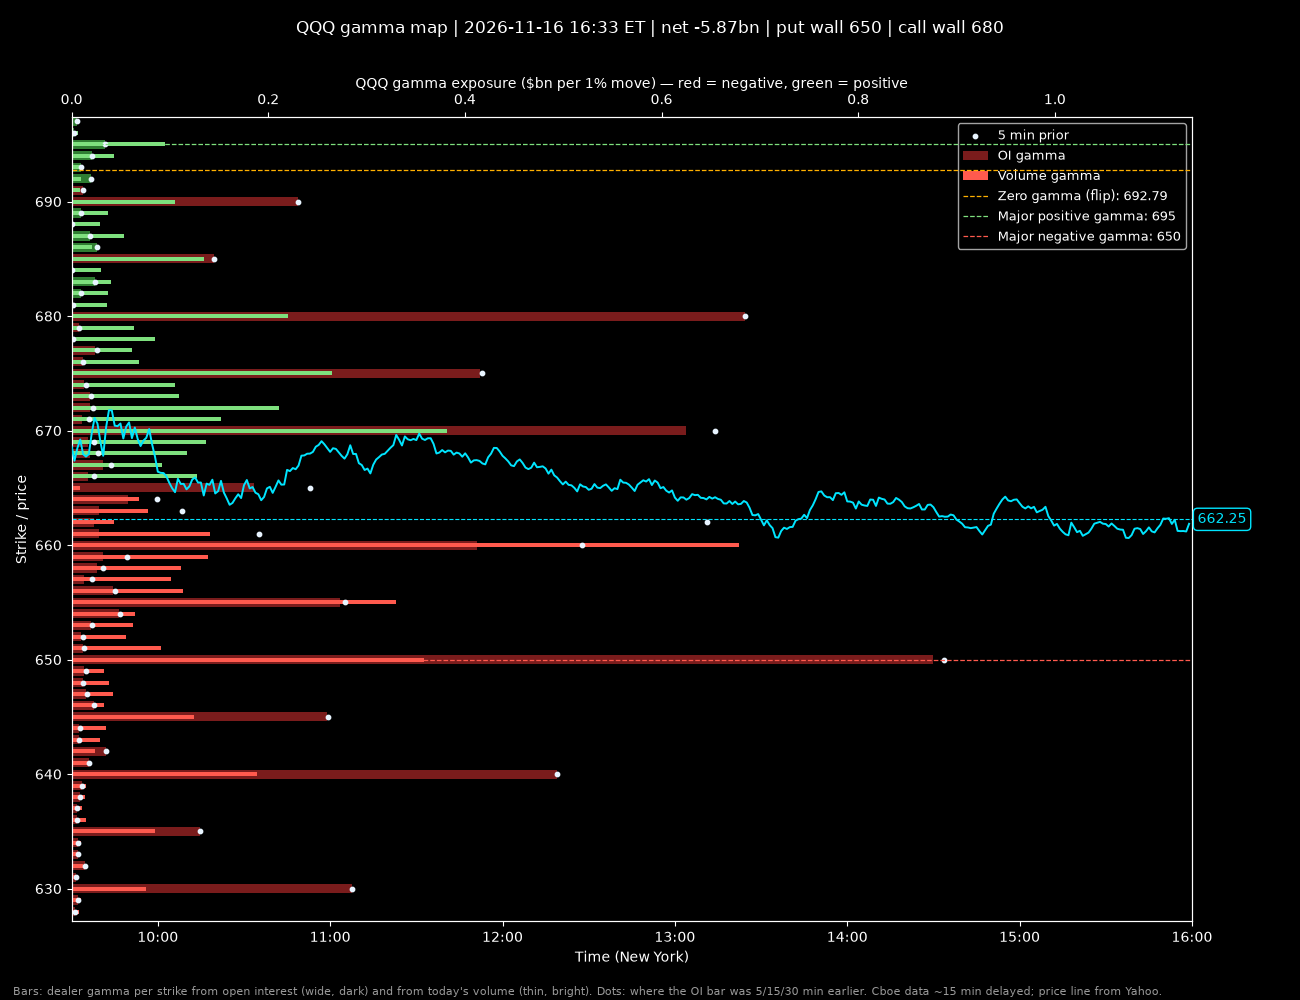 QQQ gamma map | 2026-11-16 16:33 ET | net -5.87bn | put wall 650 | call wall 680
QQQ gamma exposure ($bn per 1% move) — red = negative, green = positive
0.0 0.2 0.4 0.6 0.8 1.0
5 min prior
OI gamma
Volume gamma
Zero gamma (flip): 692.79
Major positive gamma: 695
Major negative gamma: 650
690
680
670
660
650
640
630
Strike / price
662.25
10:00 11:00 12:00 13:00 14:00 15:00 16:00
Time (New York)
Bars: dealer gamma per strike from open interest (wide, dark) and from today's volume (thin, bright). Dots: where the OI bar was 5/15/30 min earlier. Cboe data ~15 min delayed; price line from Yahoo.